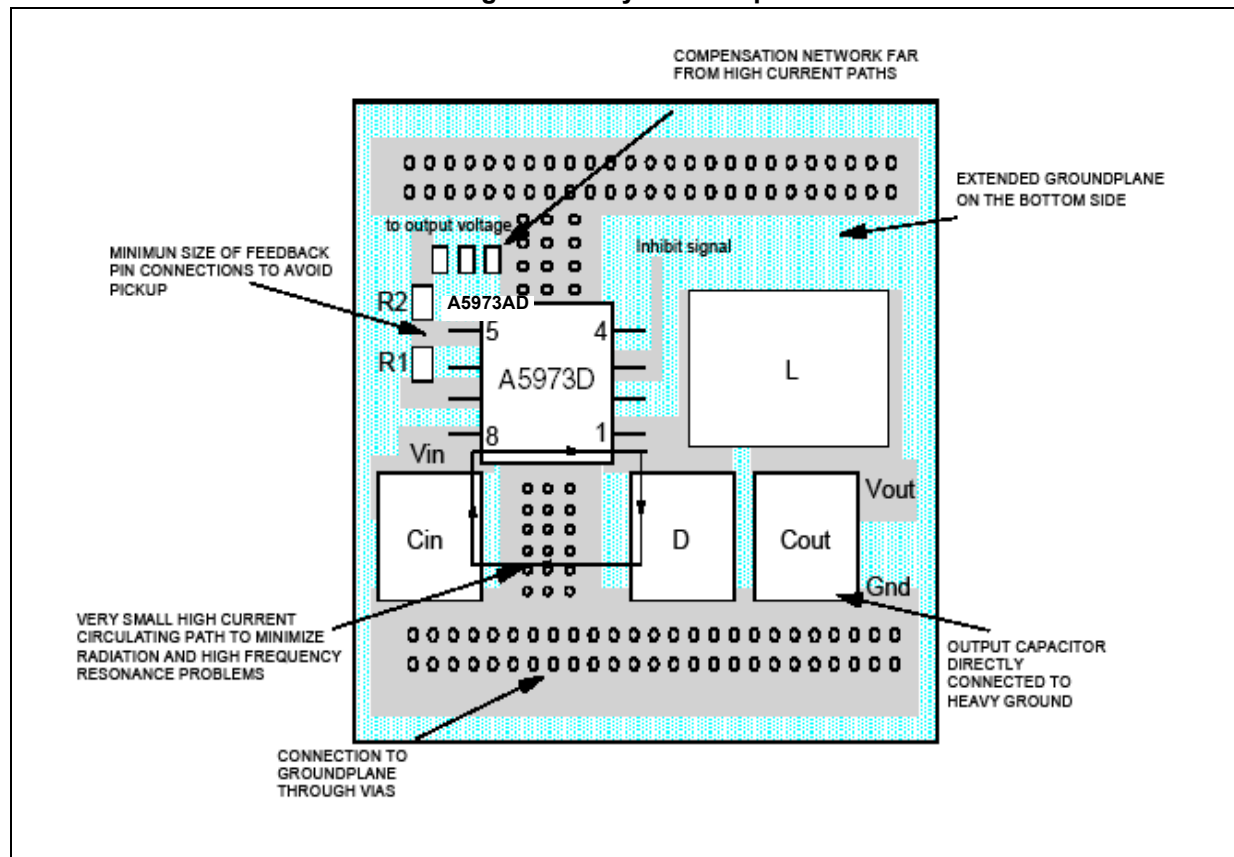 COMPENSATION NETWORK FAR
FROM HIGH CURRENT PATHS
EXTENDED GROUNDPLANE
ON THE BOTTOM SIDE
to output voltage
Inhibit signal
MINIMUN SIZE OF FEEDBACK
PIN CONNECTIONS TO AVOID
PICKUP
R2
A5973AD
5
4
R1
A5973D
L
8
1
Vin
Vout
Cin
D
Cout
Gnd
VERY SMALL HIGH CURRENT
CIRCULATING PATH TO MINIMIZE
RADIATION AND HIGH FREQUENCY
RESONANCE PROBLEMS
OUTPUT CAPACITOR
DIRECTLY
CONNECTED TO
HEAVY GROUND
CONNECTION TO
GROUNDPLANE
THROUGH VIAS